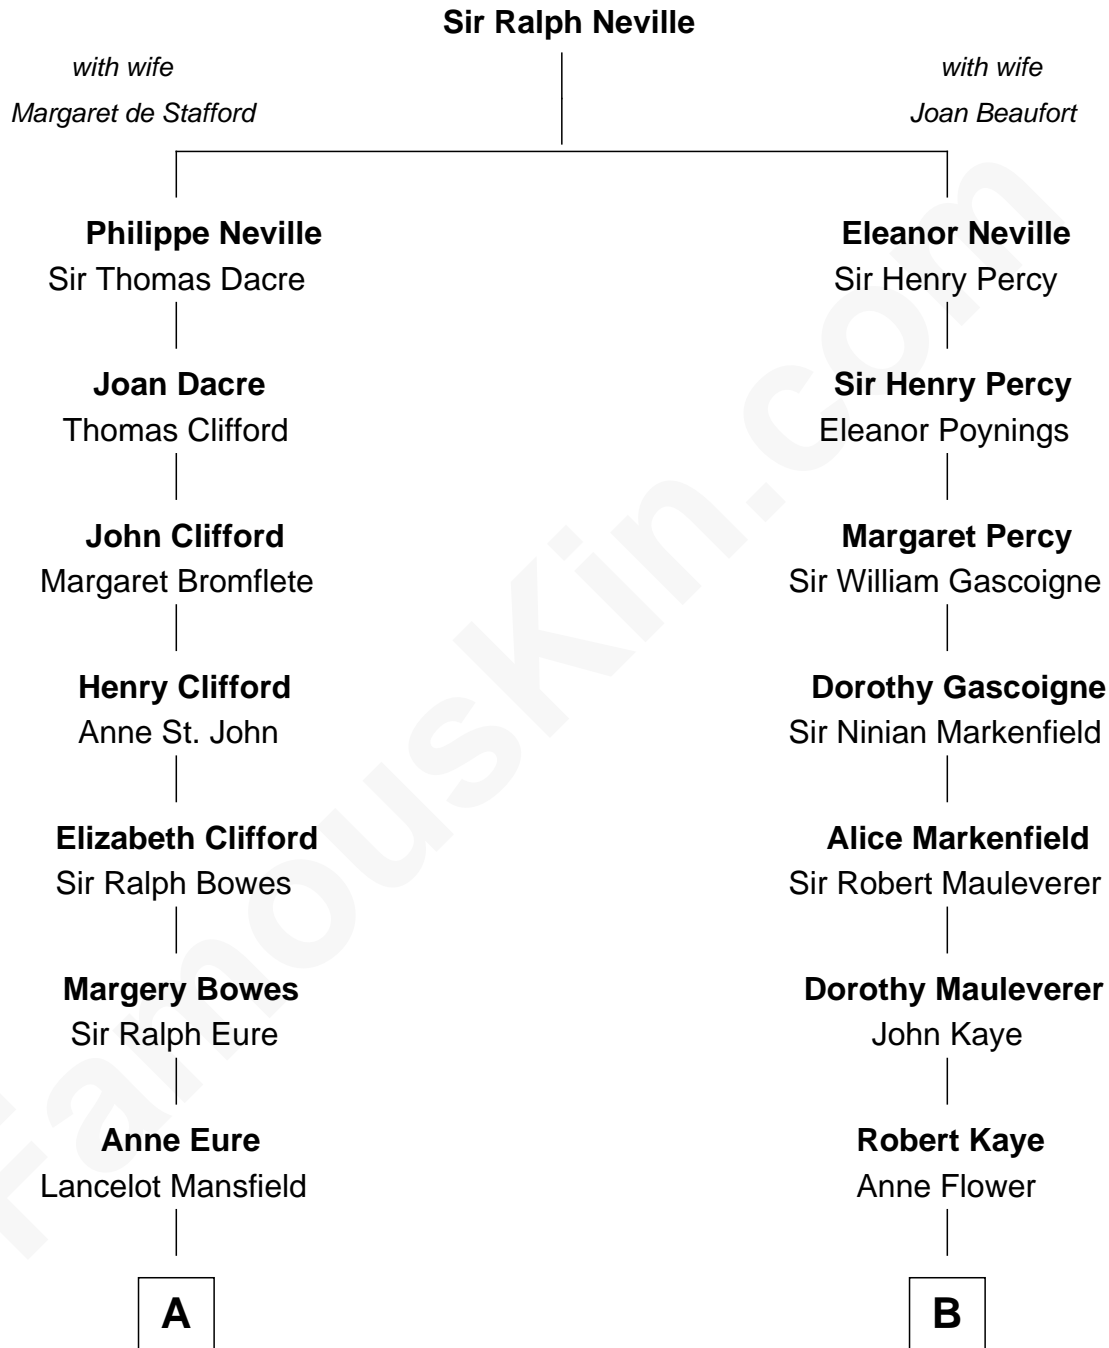 Sir Ralph Neville
with wife
Margaret de Stafford
with wife
Joan Beaufort
Philippe Neville
Sir Thomas Dacre
Eleanor Neville
Sir Henry Percy
Joan Dacre
Thomas Clifford
Sir Henry Percy
Eleanor Poynings
John Clifford
Margaret Bromflete
Margaret Percy
Sir William Gascoigne
Henry Clifford
Anne St. John
Dorothy Gascoigne
Sir Ninian Markenfield
Elizabeth Clifford
Sir Ralph Bowes
Alice Markenfield
Sir Robert Mauleverer
Margery Bowes
Sir Ralph Eure
Dorothy Mauleverer
John Kaye
Anne Eure
Lancelot Mansfield
Robert Kaye
Anne Flower
A
B
FamousKin.com